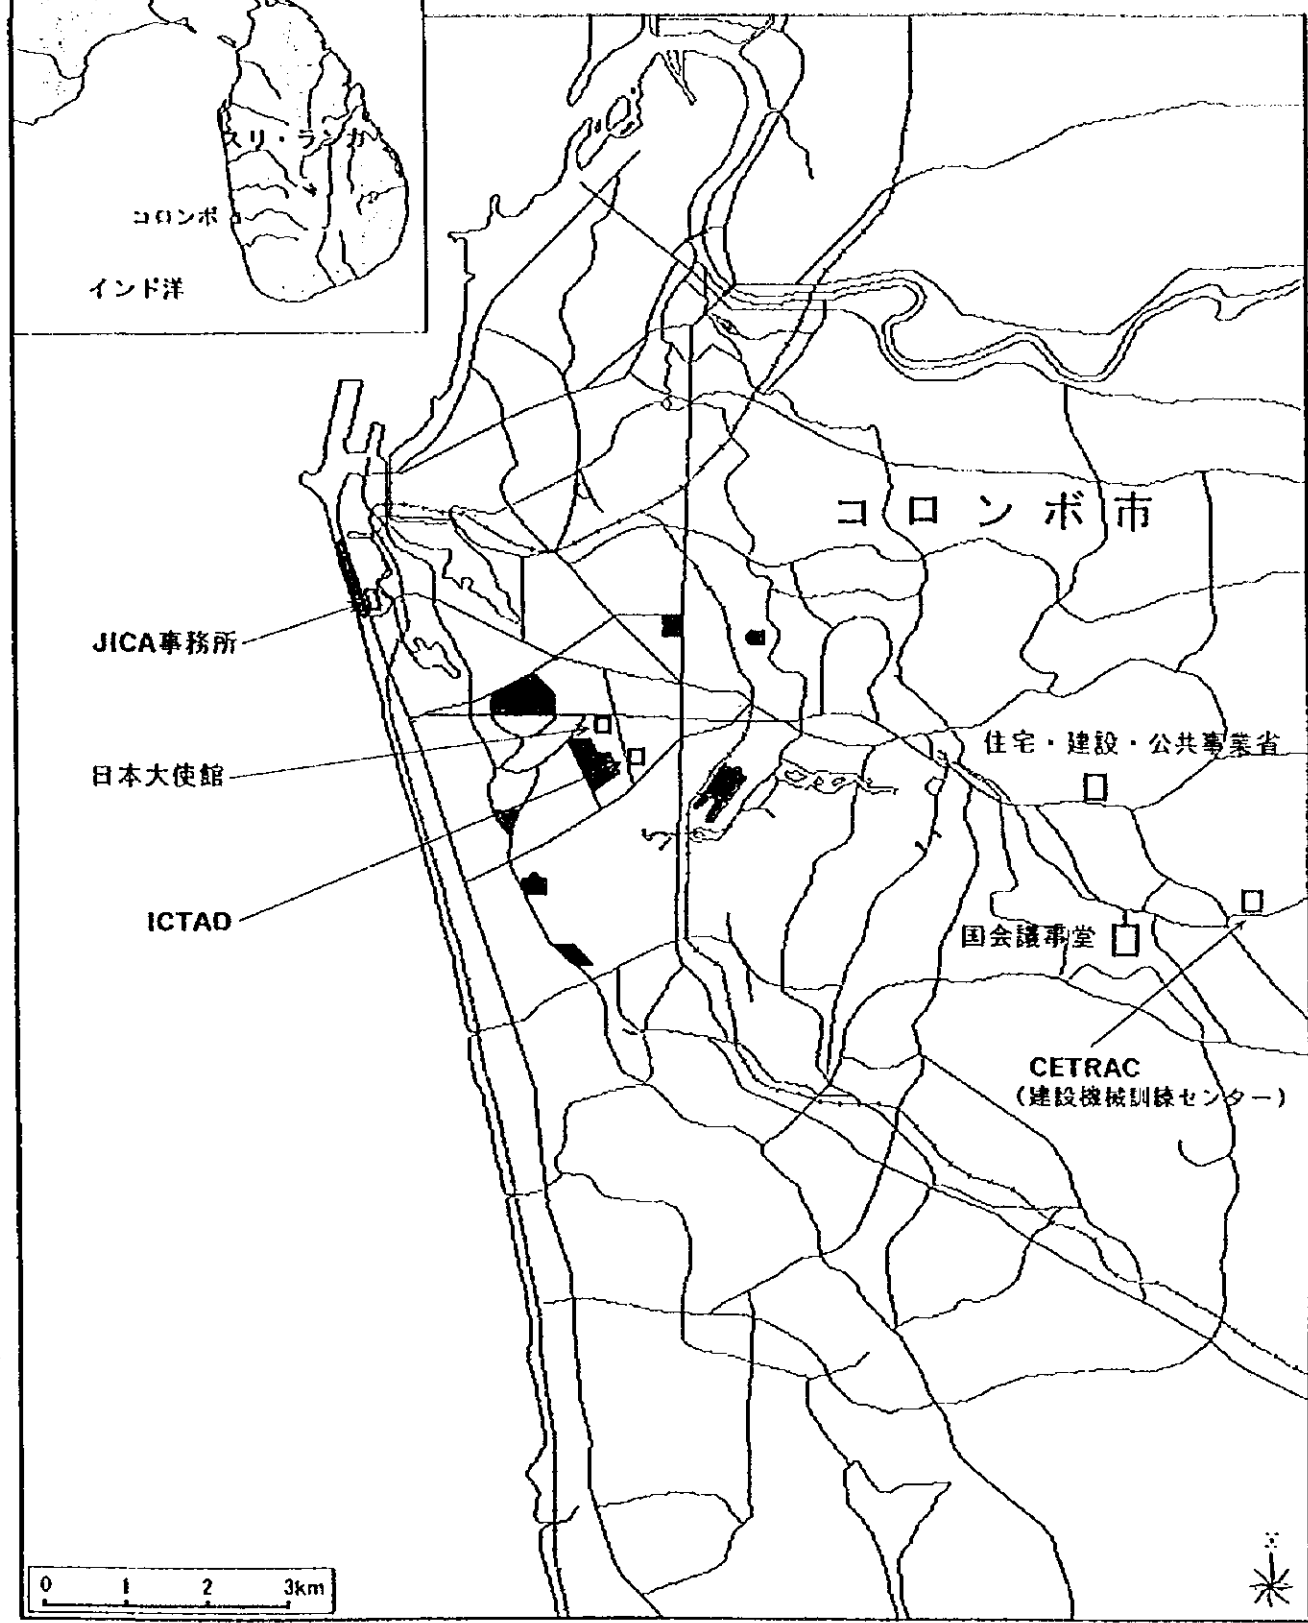 スリ・ランカ
コロンボ
インド洋
コロンボ市
JICA事務所
住宅・建設・公共事業省
日本大使館
ICTAD
国会議事堂
CETRAC
(建設機械訓練センター)
0 1 2 3km